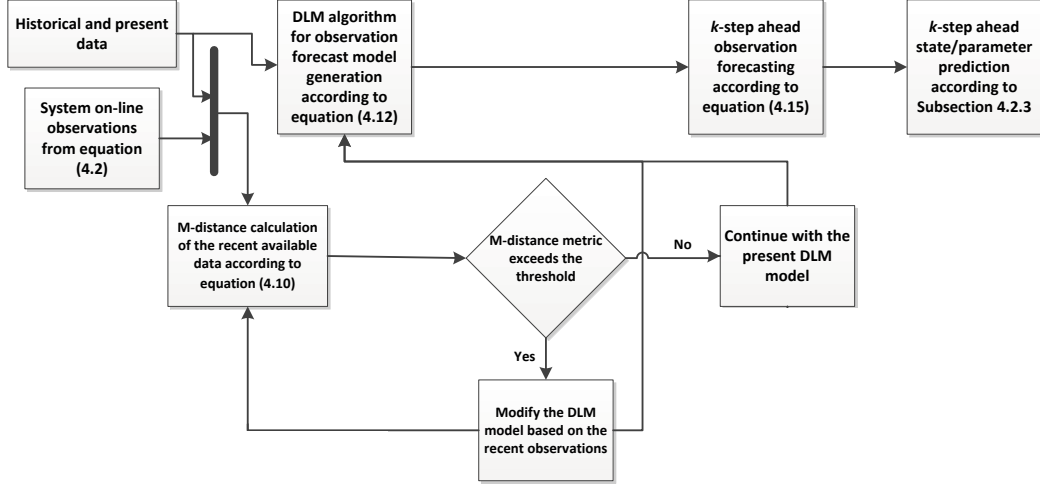 Historical and present
data
System on-line
observations
from equation
(4.2)
DLM algorithm
for observation
forecast model
generation
according to
equation (4.12)
k-step ahead
observation
forecasting
according to
equation (4.15)
k-step ahead
state/parameter
prediction
according to
Subsection 4.2.3
M-distance calculation
of the recent available
data according to
equation (4.10)
M-distance metric
exceeds the
threshold
No
Continue with the
present DLM
model
Yes
Modify the DLM
model based on the
recent observations